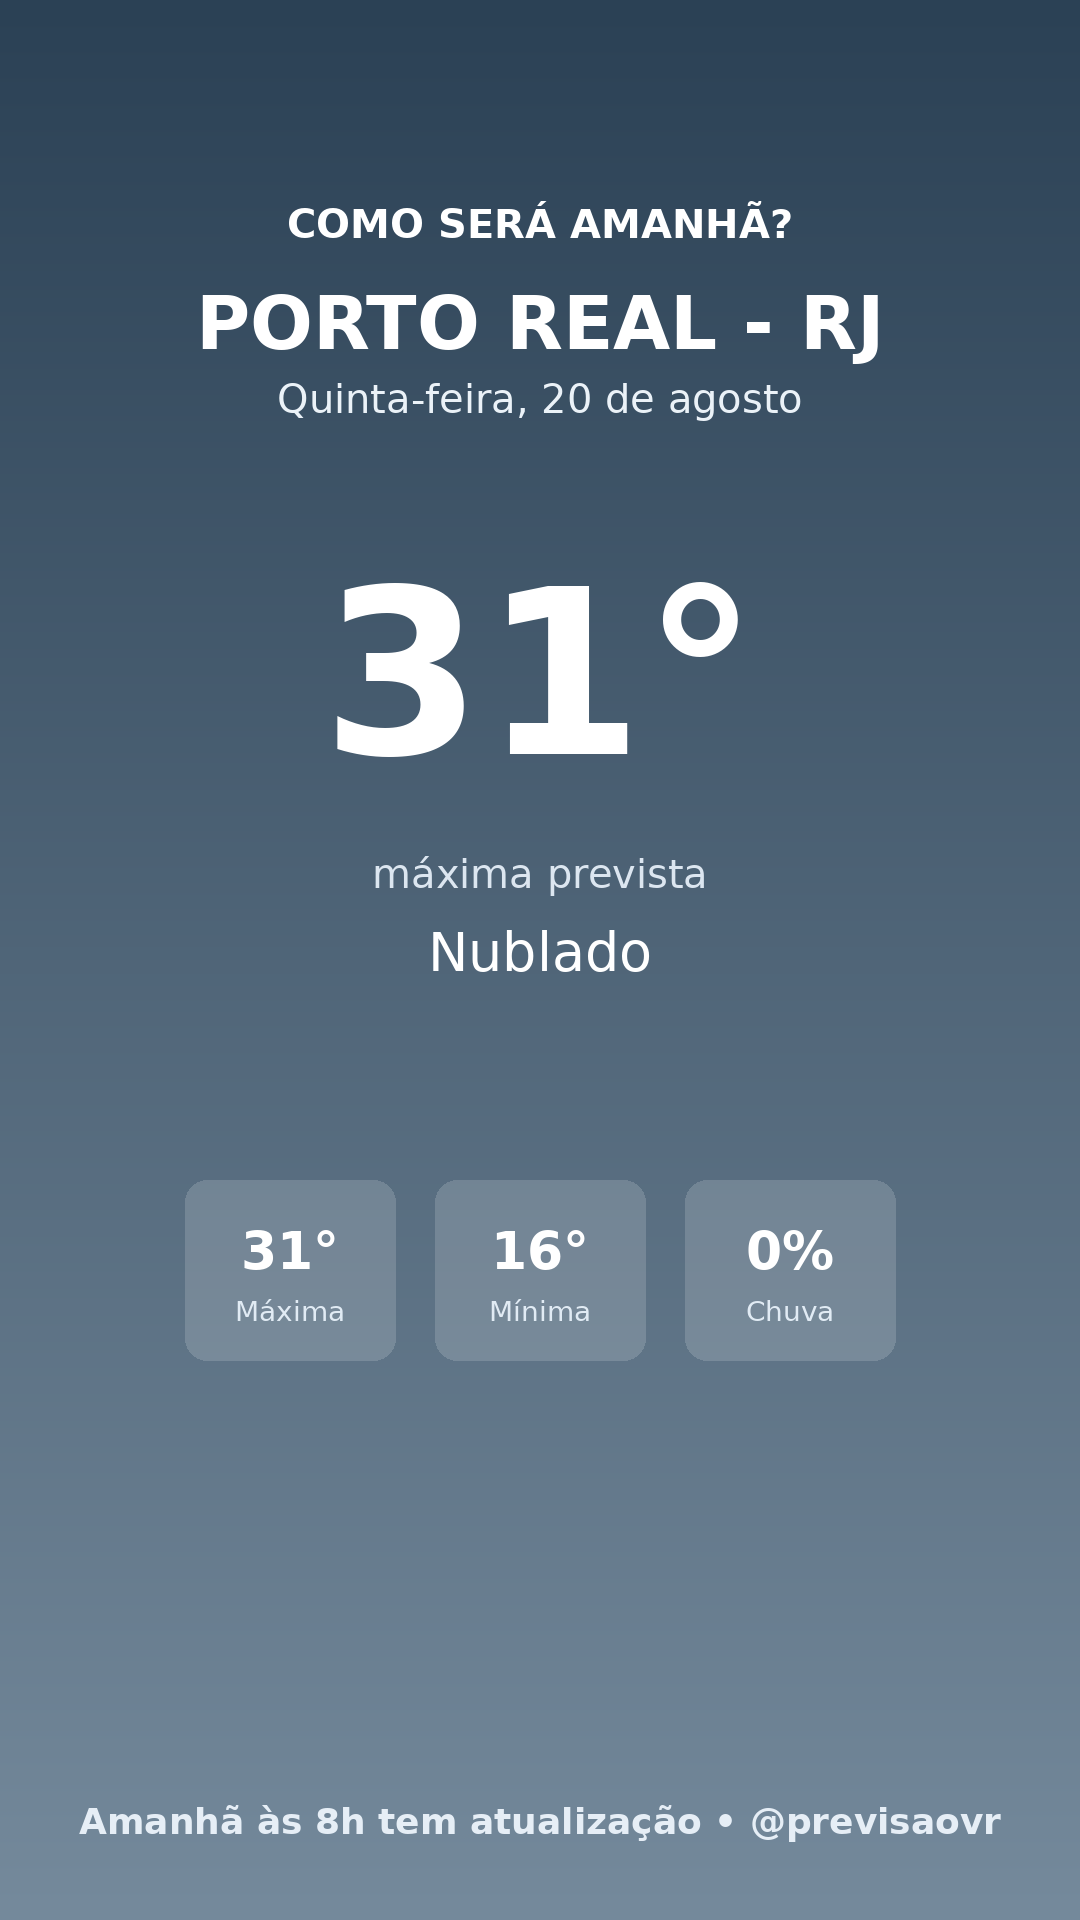 COMO SERÁ AMANHÃ?
PORTO REAL - RJ
Quinta-feira, 20 de agosto
31°
máxima prevista
Nublado
31° 16° 0%
Máxima Mínima Chuva
Amanhã às 8h tem atualização • @previsaovr